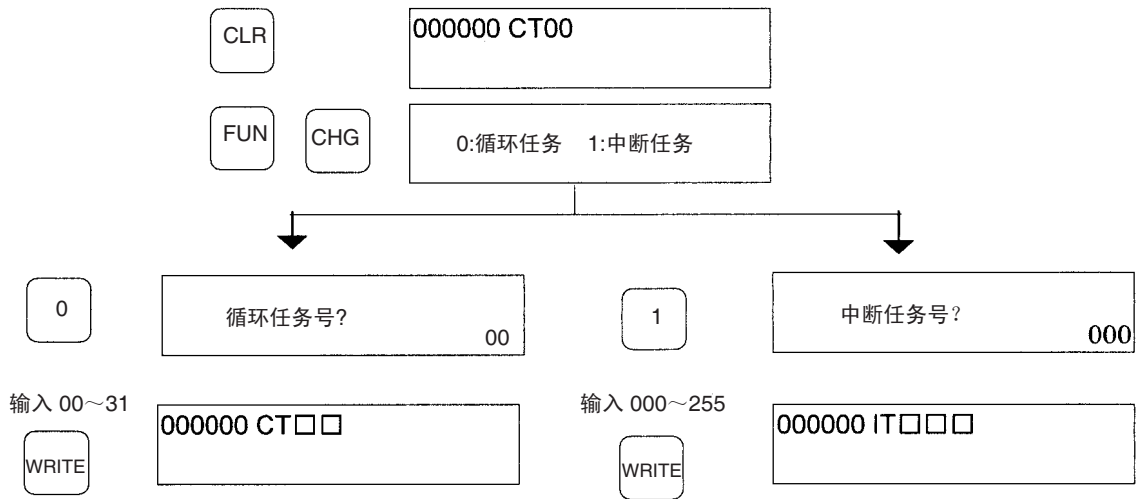 CLR
000000 CT00
FUN CHG
0:循环任务 1:中断任务
0
循环任务号?
00
1
中断任务号?
000
输入 00～31
WRITE
000000 CT□□
输入 000～255
WRITE
000000 IT□□□